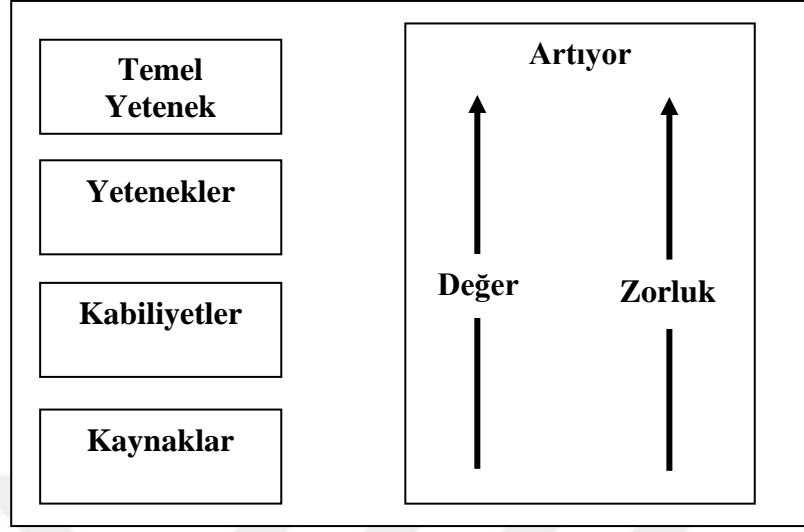 Temel
Yetenek
Yetenekler
Kabiliyetler
Kaynaklar
Artıyor
Değer
Zorluk